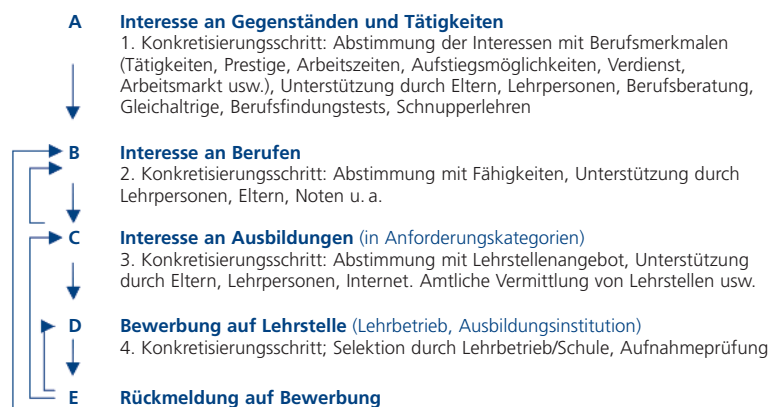 A Interesse an Gegenständen und Tätigkeiten
1. Konkretisierungsschritt: Abstimmung der Interessen mit Berufsmerkmalen
(Tätigkeiten, Prestige, Arbeitszeiten, Aufstiegsmöglichkeiten, Verdienst,
Arbeitsmarkt usw.), Unterstützung durch Eltern, Lehrpersonen, Berufsberatung,
Gleichaltrige, Berufsfindungstests, Schnupperlehren
B Interesse an Berufen
2. Konkretisierungsschritt: Abstimmung mit Fähigkeiten, Unterstützung durch
Lehrpersonen, Eltern, Noten u. a.
C Interesse an Ausbildungen (in Anforderungskategorien)
3. Konkretisierungsschritt: Abstimmung mit Lehrstellenangebot, Unterstützung
durch Eltern, Lehrpersonen, Internet. Amtliche Vermittlung von Lehrstellen usw.
D Bewerbung auf Lehrstelle (Lehrbetrieb, Ausbildungsinstitution)
4. Konkretisierungsschritt; Selektion durch Lehrbetrieb/Schule, Aufnahmeprüfung
E Rückmeldung auf Bewerbung